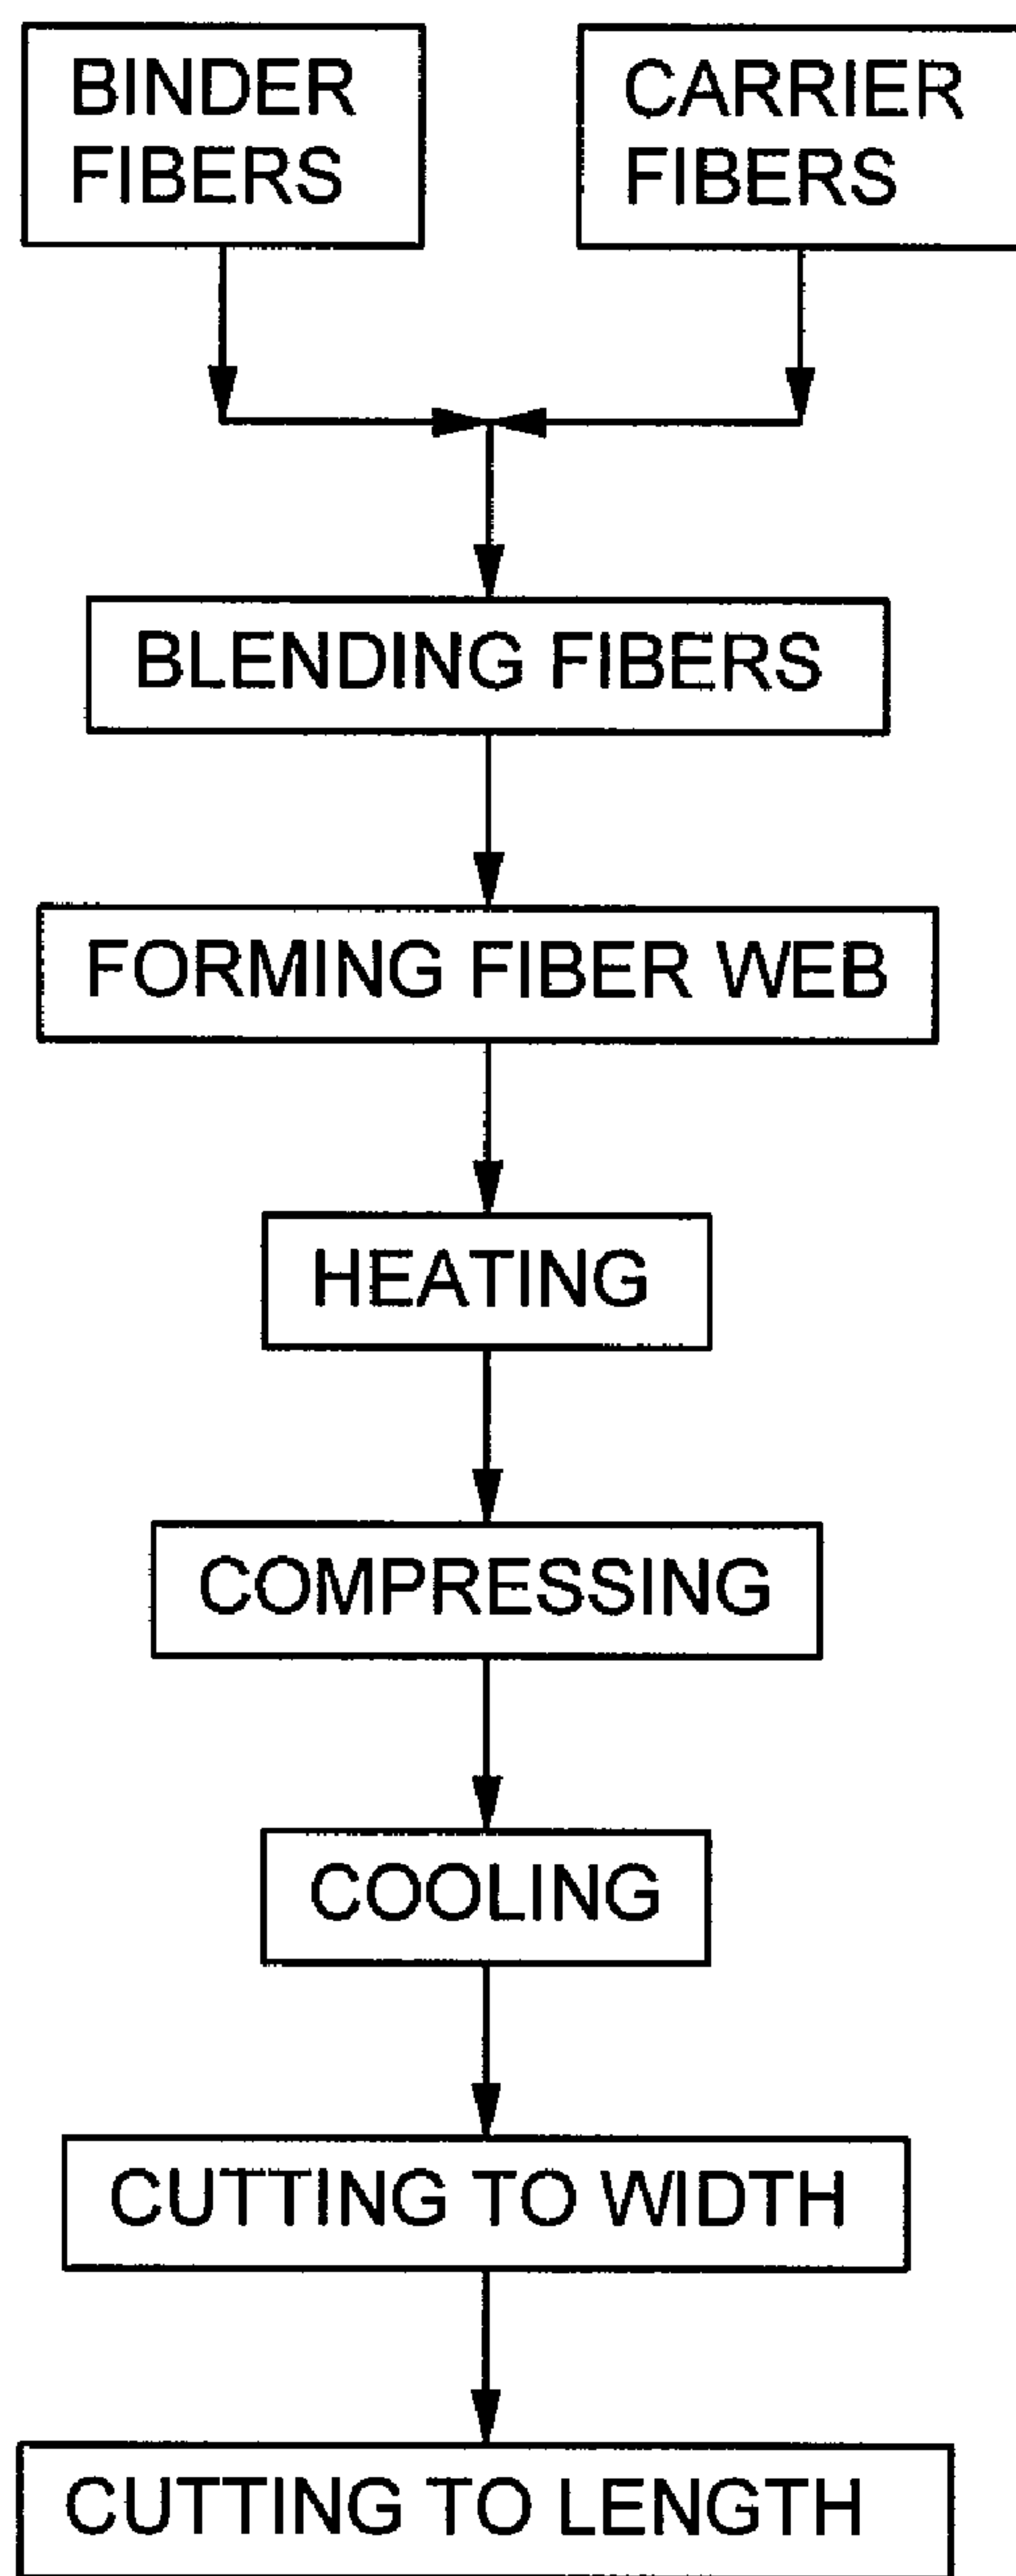 BINDER
FIBERS
CARRIER
FIBERS
BLENDING FIBERS
FORMING FIBER WEB
HEATING
COMPRESSING
COOLING
CUTTING TO WIDTH
CUTTING TO LENGTH